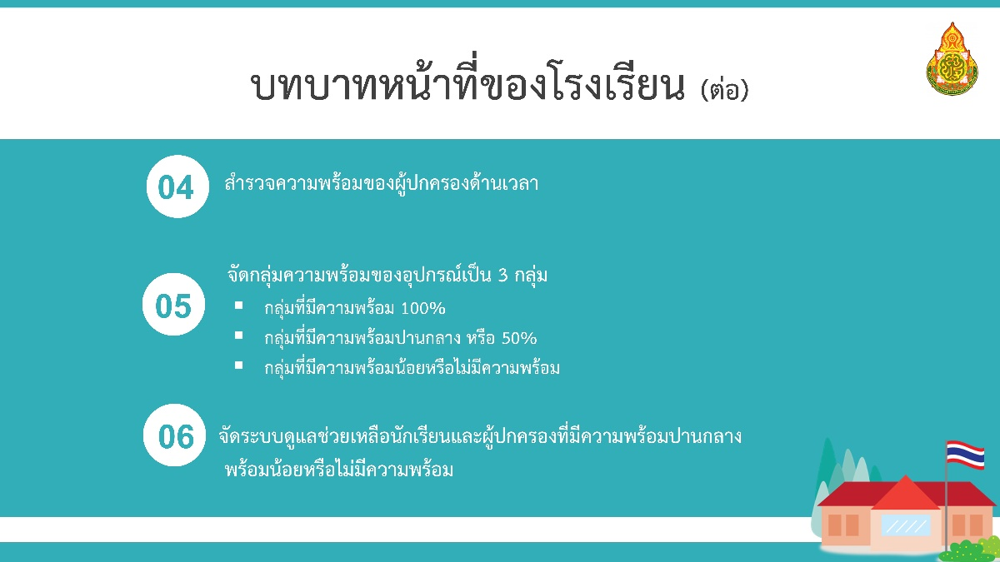 บทบาทหน้าที่ของโรงเรียน (ต่อ)
04 สำรวจความพร้อมของผู้ปกครองด้านเวลา
05 จัดกลุ่มความพร้อมของอุปกรณ์เป็น 3 กลุ่ม
▪ กลุ่มที่มีความพร้อม 100%
▪ กลุ่มที่มีความพร้อมปานกลาง หรือ 50%
▪ กลุ่มที่มีความพร้อมน้อยหรือไม่มีความพร้อม
06 จัดระบบดูแลช่วยเหลือนักเรียนและผู้ปกครองที่มีความพร้อมปานกลาง
พร้อมน้อยหรือไม่มีความพร้อม